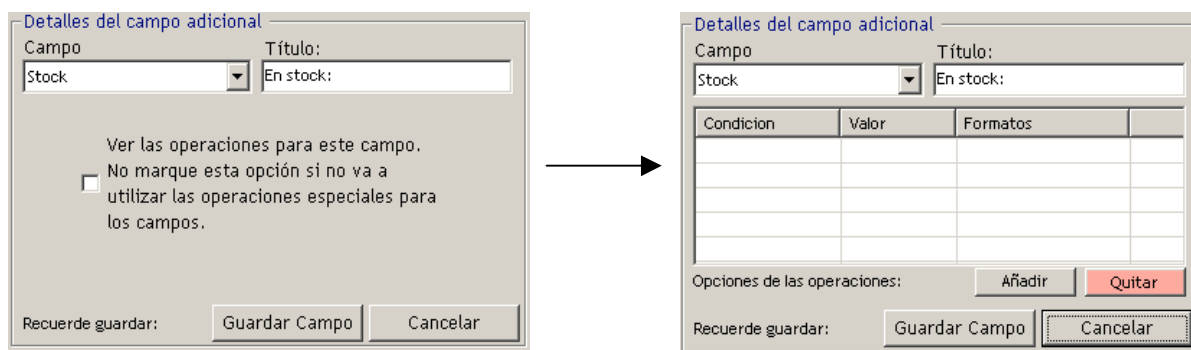 Detalles del campo adicional
Campo Título:
Stock En stock:
Ver las operaciones para este campo.
No marque esta opción si no va a
utilizar las operaciones especiales para
los campos.
Recuerde guardar: Guardar Campo Cancelar
Detalles del campo adicional
Campo Título:
Stock En stock:
Condicion Valor Formatos
Opciones de las operaciones: Añadir Quitar
Recuerde guardar: Guardar Campo Cancelar